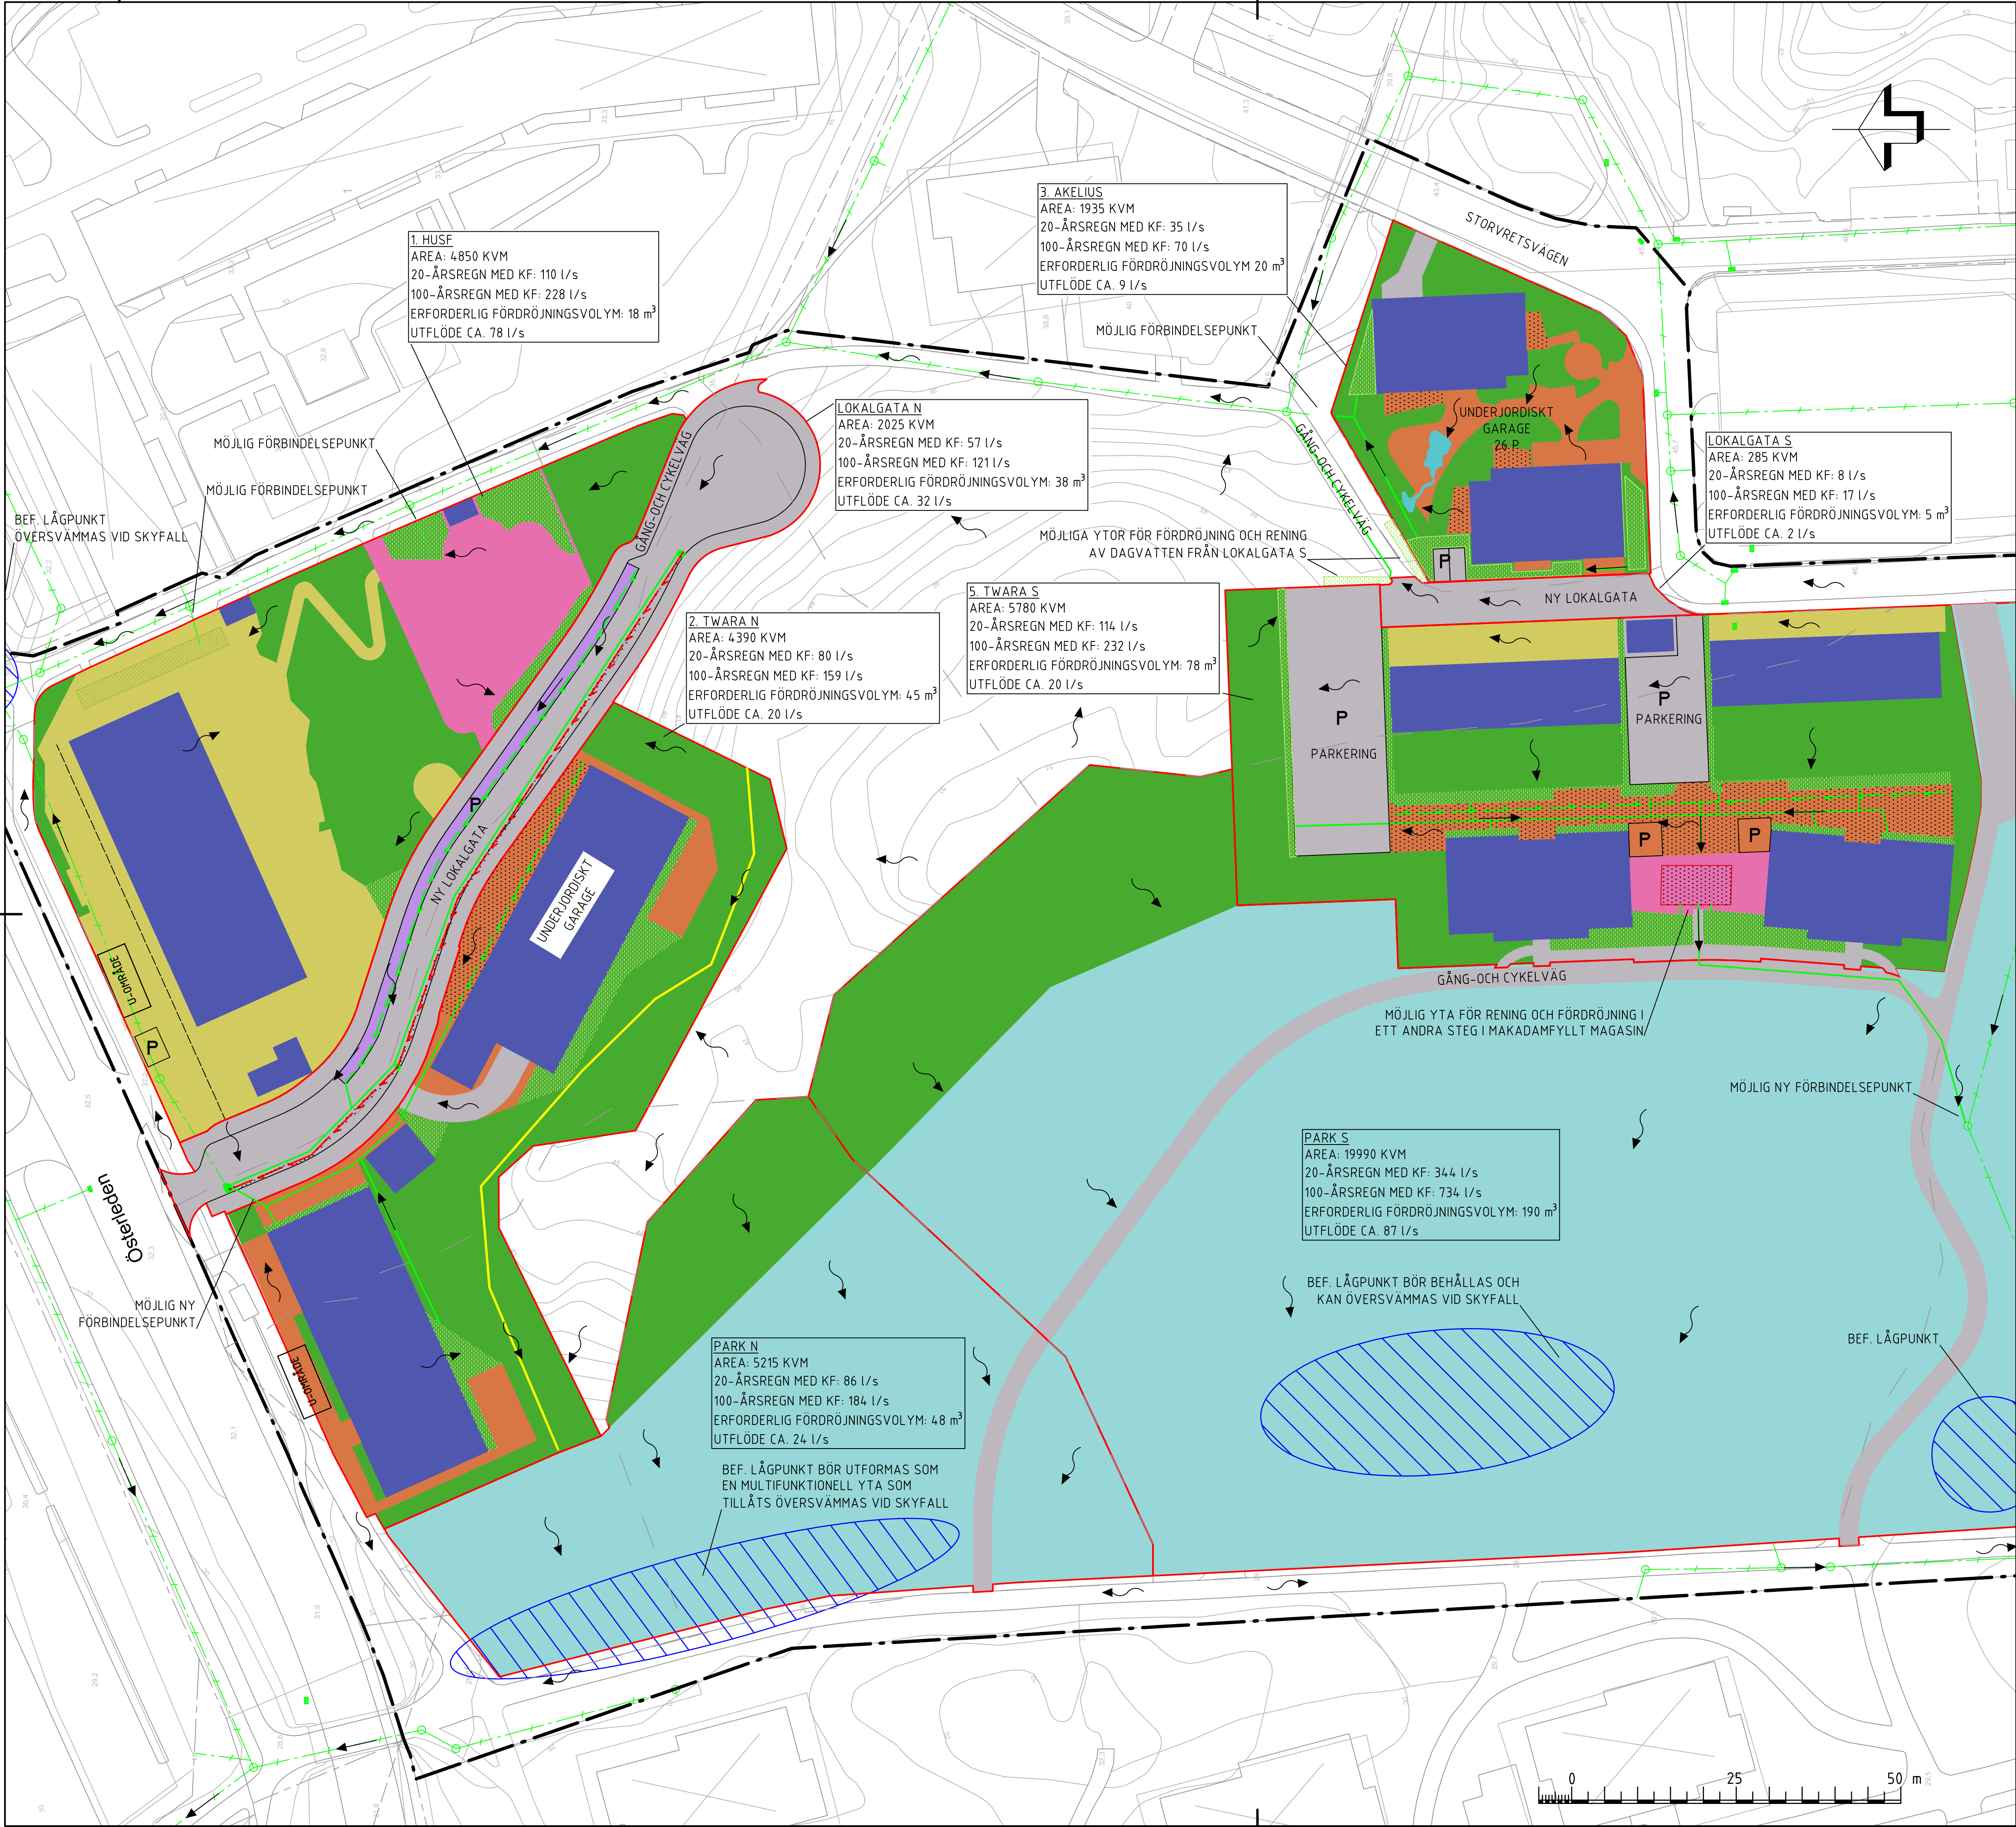 3. AKELIUS
AREA: 1935 KVM
20-ÅRSREGN MED KF: 35 l/s
100-ÅRSREGN MED KF: 70 l/s
ERFORDERLIG FÖRDRÖJNINGSVOLYM 20 m³
UTFLÖDE CA. 9 l/s
STORVRETSVÄGEN
1. HUSF
AREA: 4850 KVM
20-ÅRSREGN MED KF: 110 l/s
100-ÅRSREGN MED KF: 228 l/s
ERFORDERLIG FÖRDRÖJNINGSVOLYM: 18 m³
UTFLÖDE CA. 78 l/s
MÖJLIG FÖRBINDELSEPUNKT
LOKALGATA N
AREA: 2025 KVM
20-ÅRSREGN MED KF: 57 l/s
100-ÅRSREGN MED KF: 121 l/s
ERFORDERLIG FÖRDRÖJNINGSVOLYM: 38 m³
UTFLÖDE CA. 32 l/s
UNDERJORDISKT
GARAGE
26 P
LOKALGATA S
AREA: 285 KVM
20-ÅRSREGN MED KF: 8 l/s
100-ÅRSREGN MED KF: 17 l/s
ERFORDERLIG FÖRDRÖJNINGSVOLYM: 5 m³
UTFLÖDE CA. 2 l/s
MÖJLIG FÖRBINDELSEPUNKT
MÖJLIG FÖRBINDELSEPUNKT
GÅNG-OCH CYKELVÄG
GÅNG-OCH CYKELVÄG
BEF. LÅGPUNKT
ÖVERSVÄMMAS VID SKYFALL
MÖJLIGA YTOR FÖR FÖRDRÖJNING OCH RENING
AV DAGVATTEN FRÅN LOKALGATA S
P
NY LOKALGATA
5. TWARA S
AREA: 5780 KVM
20-ÅRSREGN MED KF: 114 l/s
100-ÅRSREGN MED KF: 232 l/s
ERFORDERLIG FÖRDRÖJNINGSVOLYM: 78 m³
UTFLÖDE CA. 20 l/s
2. TWARA N
AREA: 4390 KVM
20-ÅRSREGN MED KF: 80 l/s
100-ÅRSREGN MED KF: 159 l/s
ERFORDERLIG FÖRDRÖJNINGSVOLYM: 45 m³
UTFLÖDE CA. 20 l/s
P
PARKERING
P
PARKERING
P
NY LOKALGATA
P
P
UNDERJORDISKT
GARAGE
U-OMRÅDE
P
GÅNG-OCH CYKELVÄG
MÖJLIG YTA FÖR RENING OCH FÖRDRÖJNING I
ETT ANDRA STEG I MAKADAMFYLLT MAGASIN
MÖJLIG NY FÖRBINDELSEPUNKT
PARK S
AREA: 19990 KVM
20-ÅRSREGN MED KF: 344 l/s
100-ÅRSREGN MED KF: 734 l/s
ERFORDERLIG FÖRDRÖJNINGSVOLYM: 190 m³
UTFLÖDE CA. 87 l/s
Österleden
MÖJLIG NY
FÖRBINDELSEPUNKT
BEF. LÅGPUNKT BÖR BEHÅLLAS OCH
KAN ÖVERSVÄMMAS VID SKYFALL
BEF. LÅGPUNKT
U-OMRÅDE
PARK N
AREA: 5215 KVM
20-ÅRSREGN MED KF: 86 l/s
100-ÅRSREGN MED KF: 184 l/s
ERFORDERLIG FÖRDRÖJNINGSVOLYM: 48 m³
UTFLÖDE CA. 24 l/s
BEF. LÅGPUNKT BÖR UTFORMAS SOM
EN MULTIFUNKTIONELL YTA SOM
TILLÅTS ÖVERSVÄMMAS VID SKYFALL
0 25 50 m